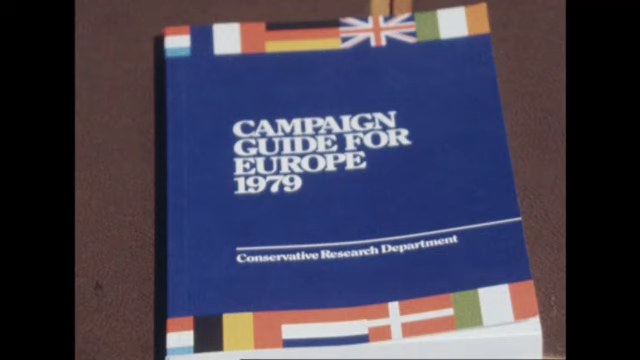 CAMPAIGN
GUIDE FOR
EUROPE
1979
Conservative Research Department